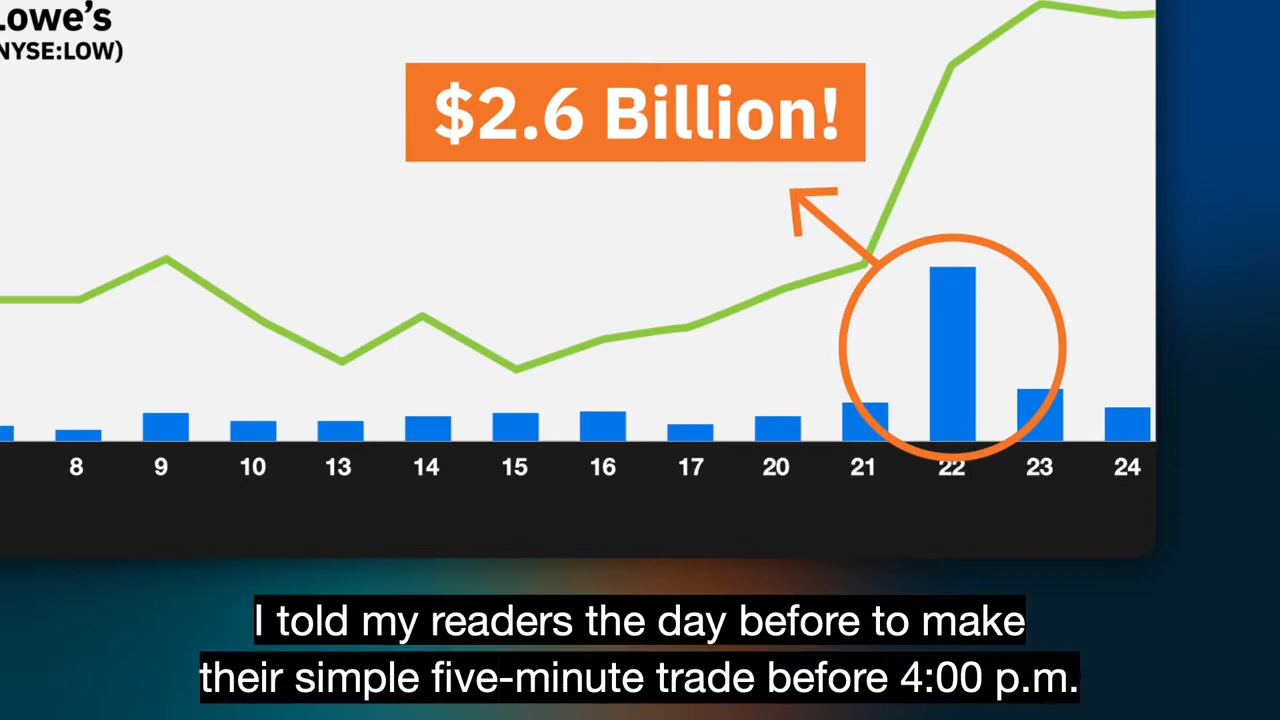 Lowe's
NYSE:LOW)
$2.6 Billion!
8 9 10 13 14 15 16 17 20 21 22 23 24
I told my readers the day before to make
their simple five-minute trade before 4:00 p.m.